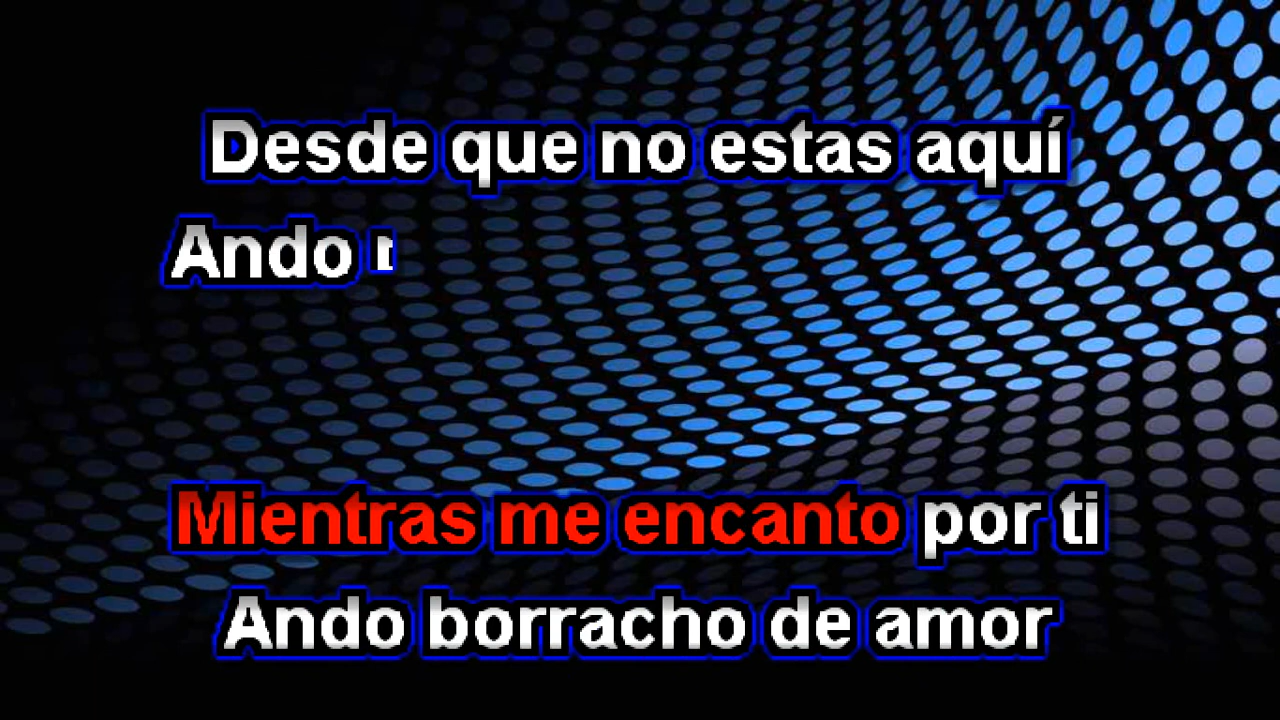 Desde que no estas aquí
Ando
Mientras me encanto por ti
Ando borracho de amor